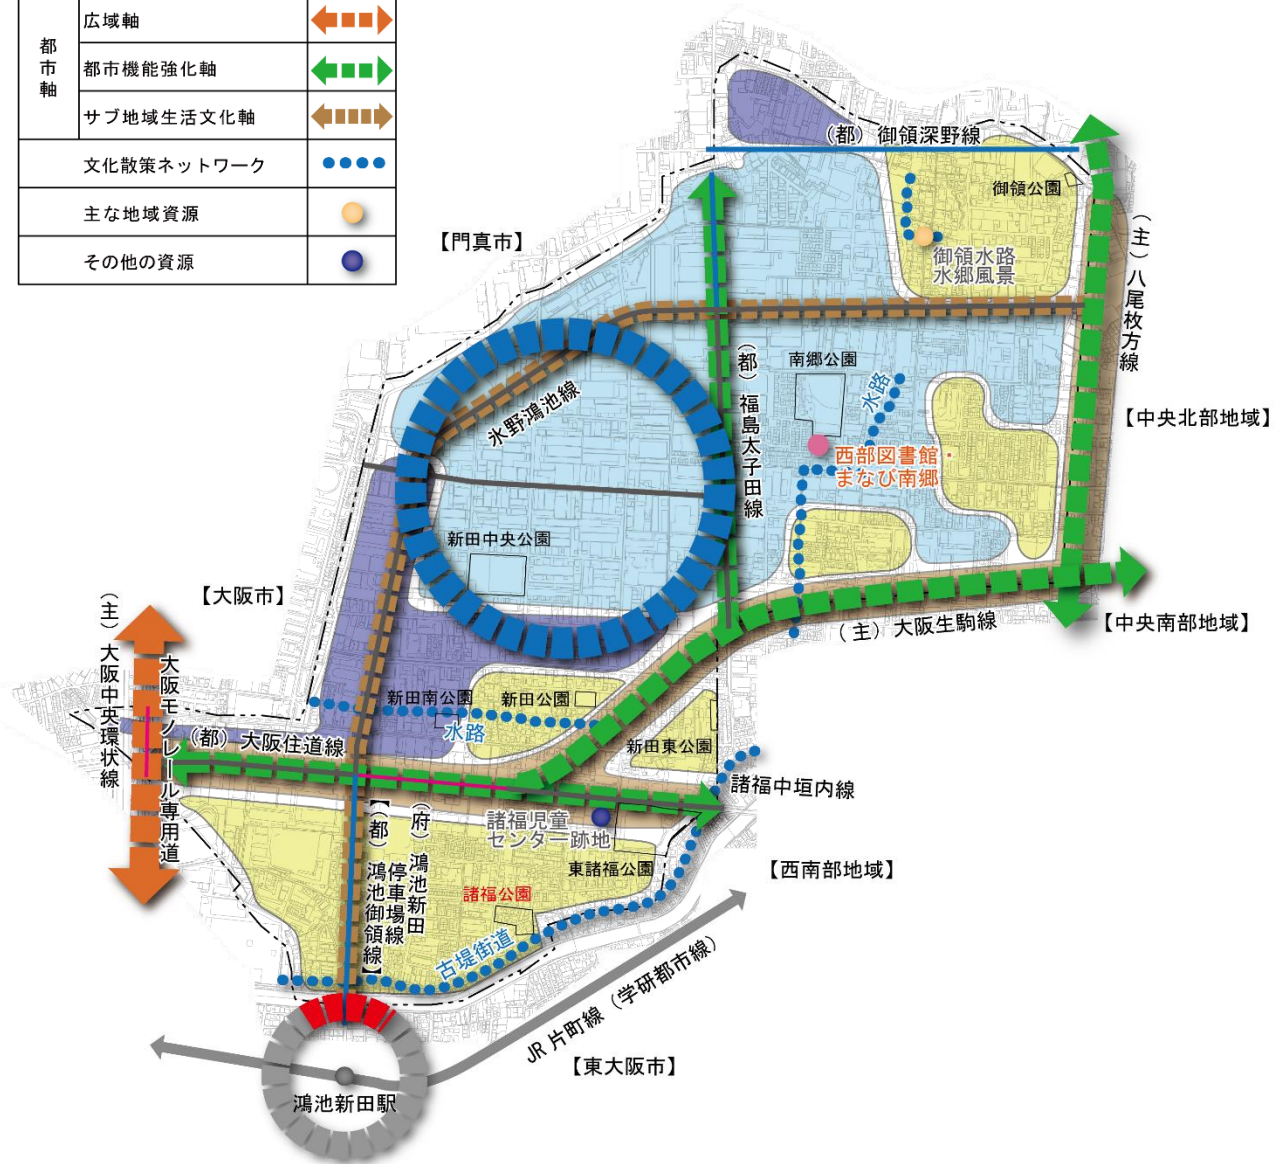 都市軸
広域軸
都市機能強化軸
サブ地域生活文化軸
文化散策ネットワーク
主な地域資源
その他の資源
（都）御領深野線
御領公園
【門真市】
御領水路
水郷風景
（主）八尾枚方線
（都）福島太子田線
南郷公園
水路
氷野鴻池線
【中央北部地域】
西部図書館・
まなび南郷
新田中央公園
【大阪市】
（主）大阪生駒線
【中央南部地域】
（主）大阪中央環状線
大阪モノレール専用道
新田南公園
新田公園
水路
（都）大阪住道線
新田東公園
諸福中垣内線
諸福児童
センター跡地
（府）鴻池新田
停車場線
【（都）鴻池御領線】
東諸福公園
【西南部地域】
諸福公園
古堤街道
JR片町線（学研都市線）
【東大阪市】
鴻池新田駅